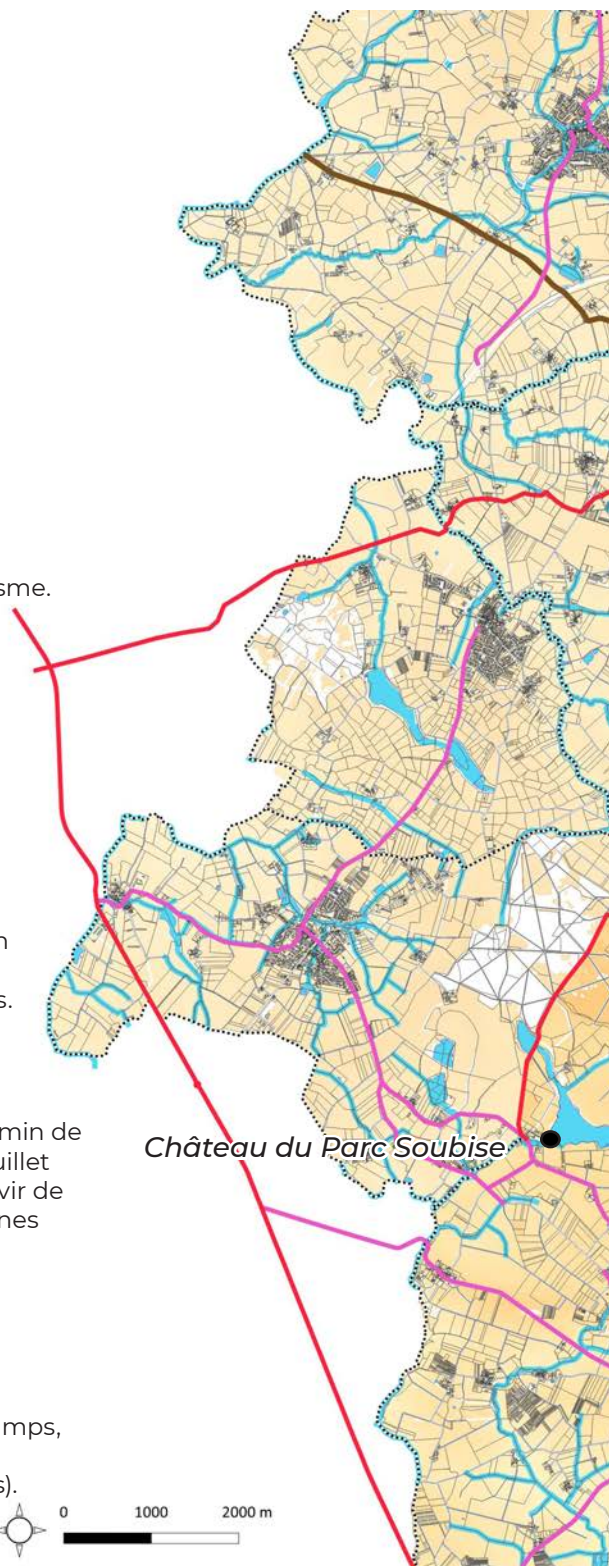 sme.
n
s.
min de
uillet
Château du Parc Soubise
vir de
nes
mps,
s).
0 1000 2000 m